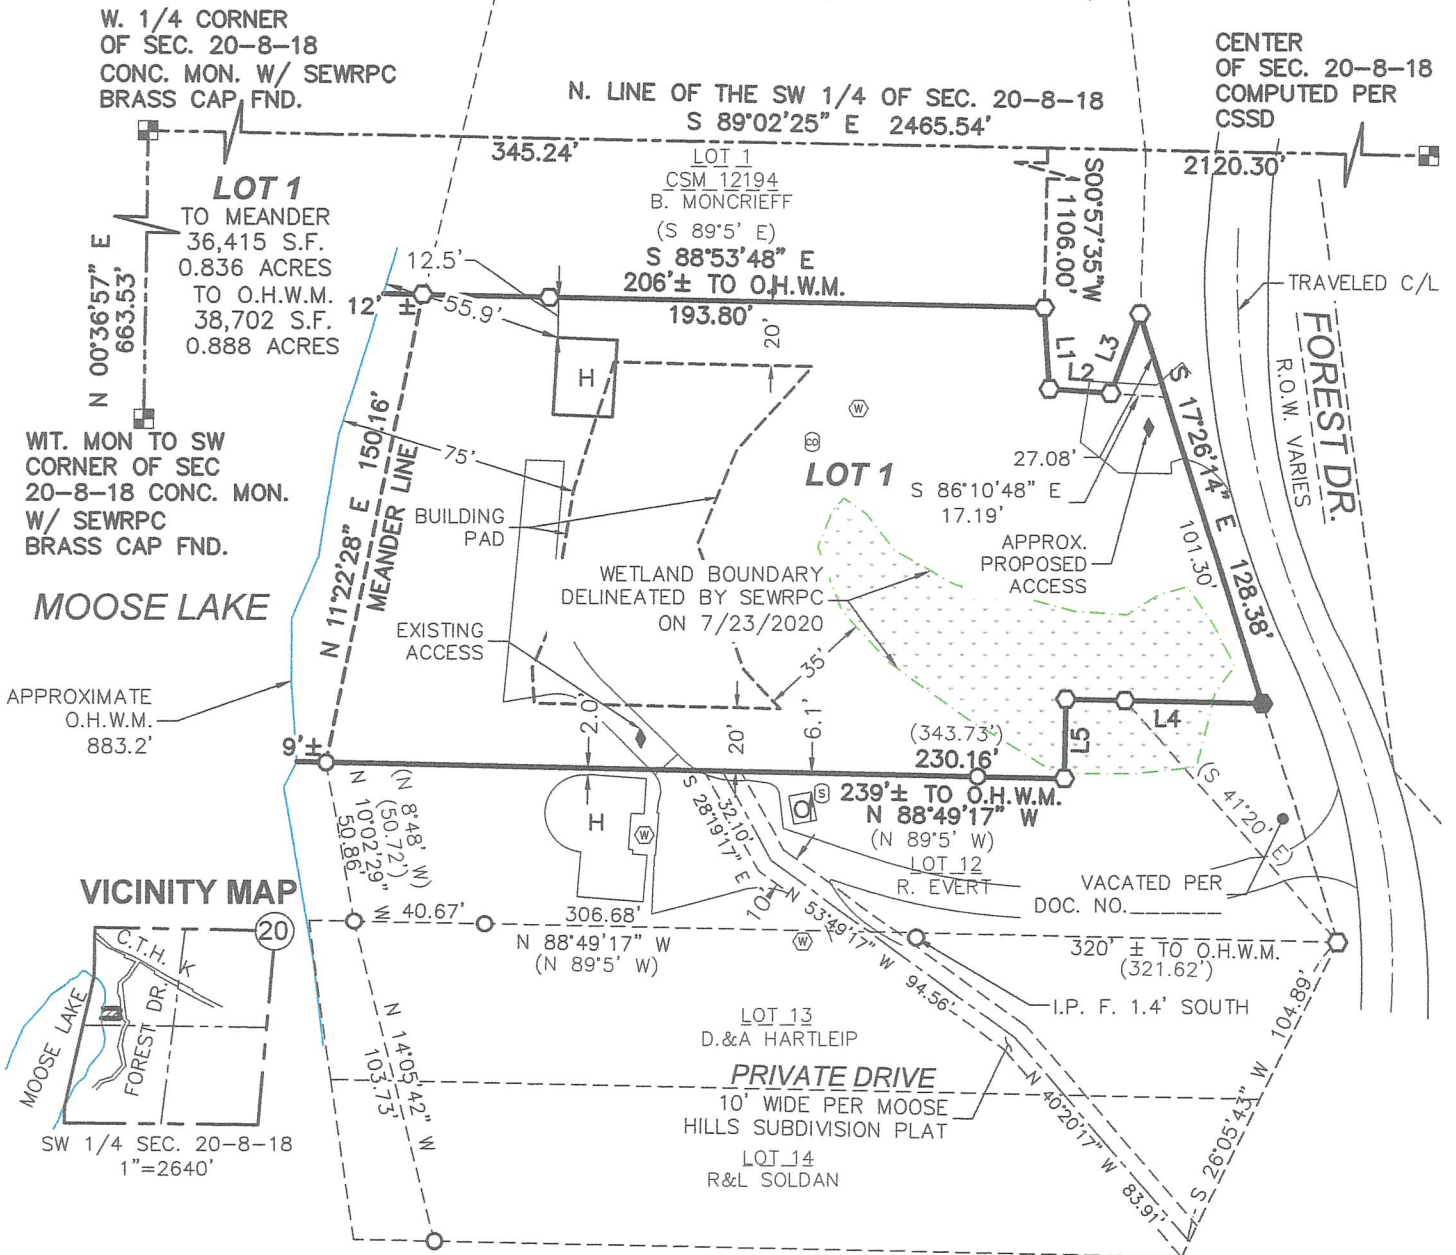 W. 1/4 CORNER
OF SEC. 20-8-18
CONC. MON. W/ SEWRPC
BRASS CAP FND.
N. LINE OF THE SW 1/4 OF SEC. 20-8-18
S 89°02'25" E 2465.54'
CENTER
OF SEC. 20-8-18
COMPUTED PER
CSSD
345.24'
2120.30'
LOT 1
CSM 12194
B. MONCRIEFF
(S 89°5' E)
S 88°53'48" E
206'± TO O.H.W.M.
193.80'
S00°57'35"W
1106.00'
LOT 1
TO MEANDER
36,415 S.F.
0.836 ACRES
TO O.H.W.M.
38,702 S.F.
0.888 ACRES
N 00°36'57" E
663.53'
12.5'
12' ±
55.9'
20'
H
L1
L2
L3
TRAVELED C/L
FOREST DR.
R.O.W. VARIES
WIT. MON TO SW
CORNER OF SEC
20-8-18 CONC. MON.
W/ SEWRPC
BRASS CAP FND.
N 11°22'28" E 150.16'
MEANDER LINE
75'
W
CO
LOT 1
27.08'
S 86°10'48" E
17.19'
S 17°26'14" E 128.38'
101.30'
BUILDING
PAD
APPROX.
PROPOSED
ACCESS
WETLAND BOUNDARY
DELINEATED BY SEWRPC
ON 7/23/2020
MOOSE LAKE
EXISTING
ACCESS
35'
APPROXIMATE
O.H.W.M.
883.2'
9'±
2.0'
20'
6.1'
(343.73')
230.16'
L5
L4
239'± TO O.H.W.M.
N 88°49'17" W
(N 89°5' W)
S
O
H
W
(N 8°48' W)
(50.72')
N 10°02'29" W
50.86'
32.10'
S 28°19'17" E
(S 41°20' E)
LOT 12
R. EVERT
VACATED PER
DOC. NO.______
10'
N 53°49'17" W
94.56'
40.67'
306.68'
N 88°49'17" W
(N 89°5' W)
W
320' ± TO O.H.W.M.
(321.62')
I.P. F. 1.4' SOUTH
VICINITY MAP
20
C.T.H. K
MOOSE LAKE
FOREST DR.
SW 1/4 SEC. 20-8-18
1"=2640'
N 14°05'42" W
103.73'
LOT 13
D.&A HARTLEIP
PRIVATE DRIVE
10' WIDE PER MOOSE
HILLS SUBDIVISION PLAT
LOT 14
R&L SOLDAN
N 40°20'17" W
83.91'
S 26°05'43" W 104.89'